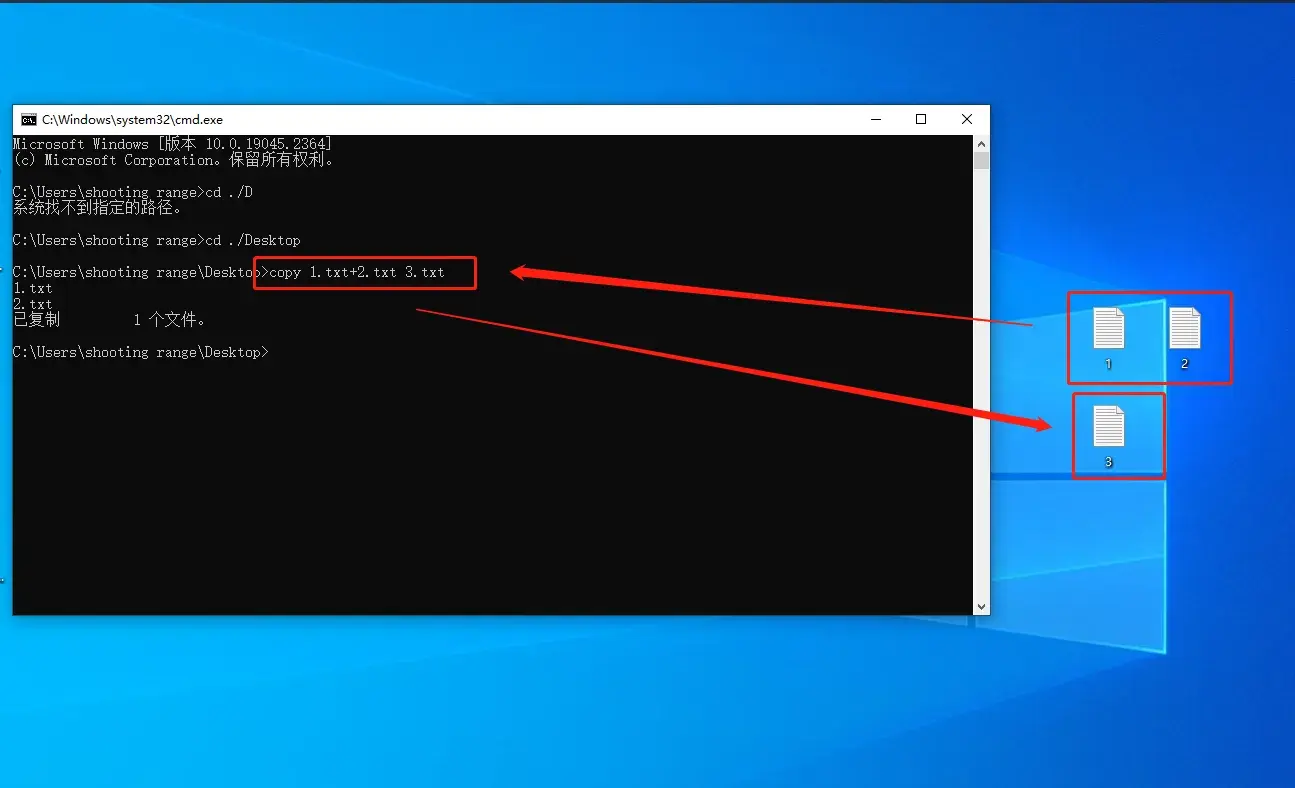 C:\Windows\system32\cmd.exe
Microsoft Windows [版本 10.0.19045.2364]
(c) Microsoft Corporation。保留所有权利。
C:\Users\shooting range>cd ./D
系统找不到指定的路径。
C:\Users\shooting range>cd ./Desktop
C:\Users\shooting range\Desktop>copy 1.txt+2.txt 3.txt
1.txt
2.txt
已复制         1 个文件。
C:\Users\shooting range\Desktop>
1 2
3